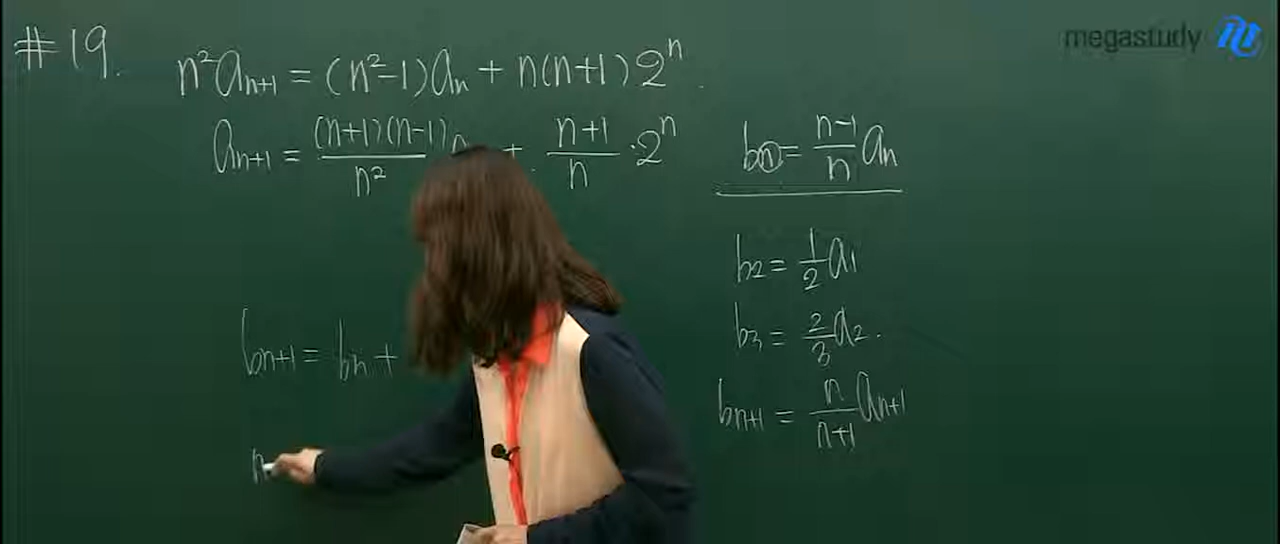 #19.
n²aₙ₊₁ = (n²-1)aₙ + n(n+1)2ⁿ.
aₙ₊₁ = (n+1)(n-1)/n² + (n+1)/n · 2ⁿ
bₙ₊₁ = bₙ +
n
megastudy
bₙ = (n-1)/n aₙ
b₂ = 1/2 a₁
b₃ = 2/3 a₂.
bₙ₊₁ = n/(n+1) aₙ₊₁